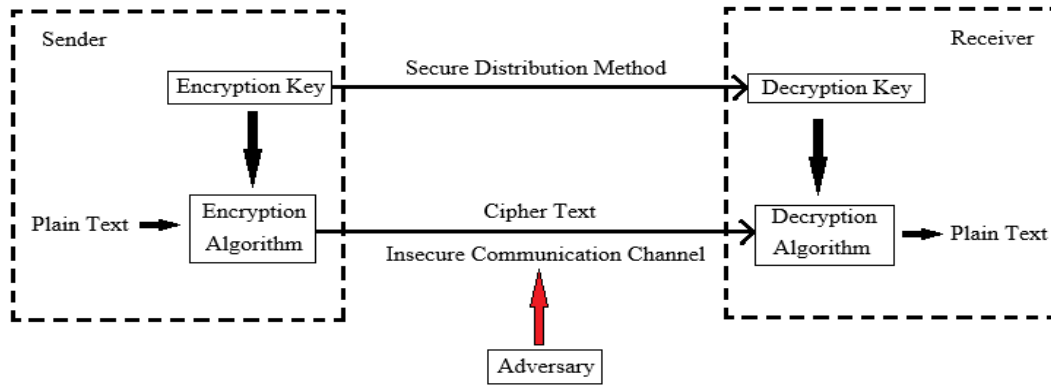 Sender
Receiver
Secure Distribution Method
Encryption Key
Decryption Key
Plain Text
Encryption
Algorithm
Cipher Text
Decryption
Algorithm
Plain Text
Insecure Communication Channel
Adversary